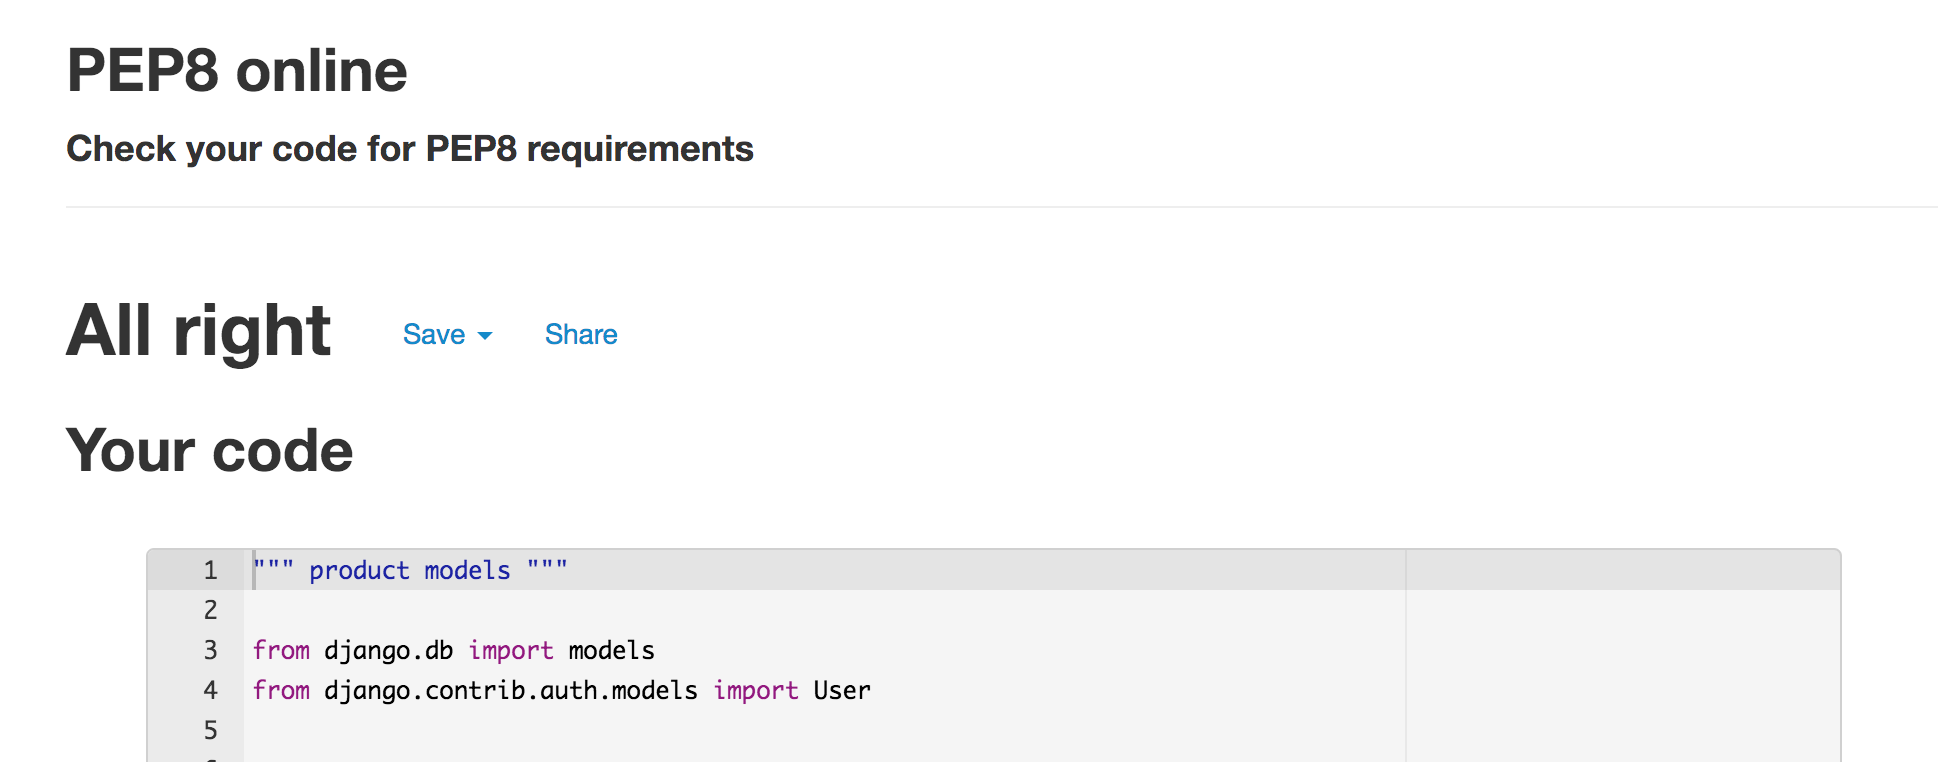 PEP8 online
Check your code for PEP8 requirements
All right Save Share
Your code
1 """ product models """
2
3 from django.db import models
4 from django.contrib.auth.models import User
5